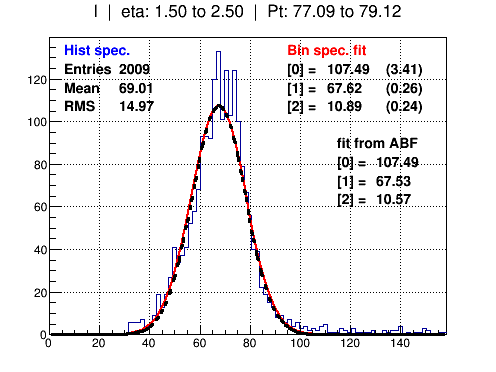 I | eta: 1.50 to 2.50 | Pt: 77.09 to 79.12
Hist spec.
Entries 2009
Mean 69.01
RMS 14.97
Bin spec. fit
[0] = 107.49 (3.41)
[1] = 67.62 (0.26)
[2] = 10.89 (0.24)
fit from ABF
[0] = 107.49
[1] = 67.53
[2] = 10.57
120
100
80
60
40
20
0
0 20 40 60 80 100 120 140